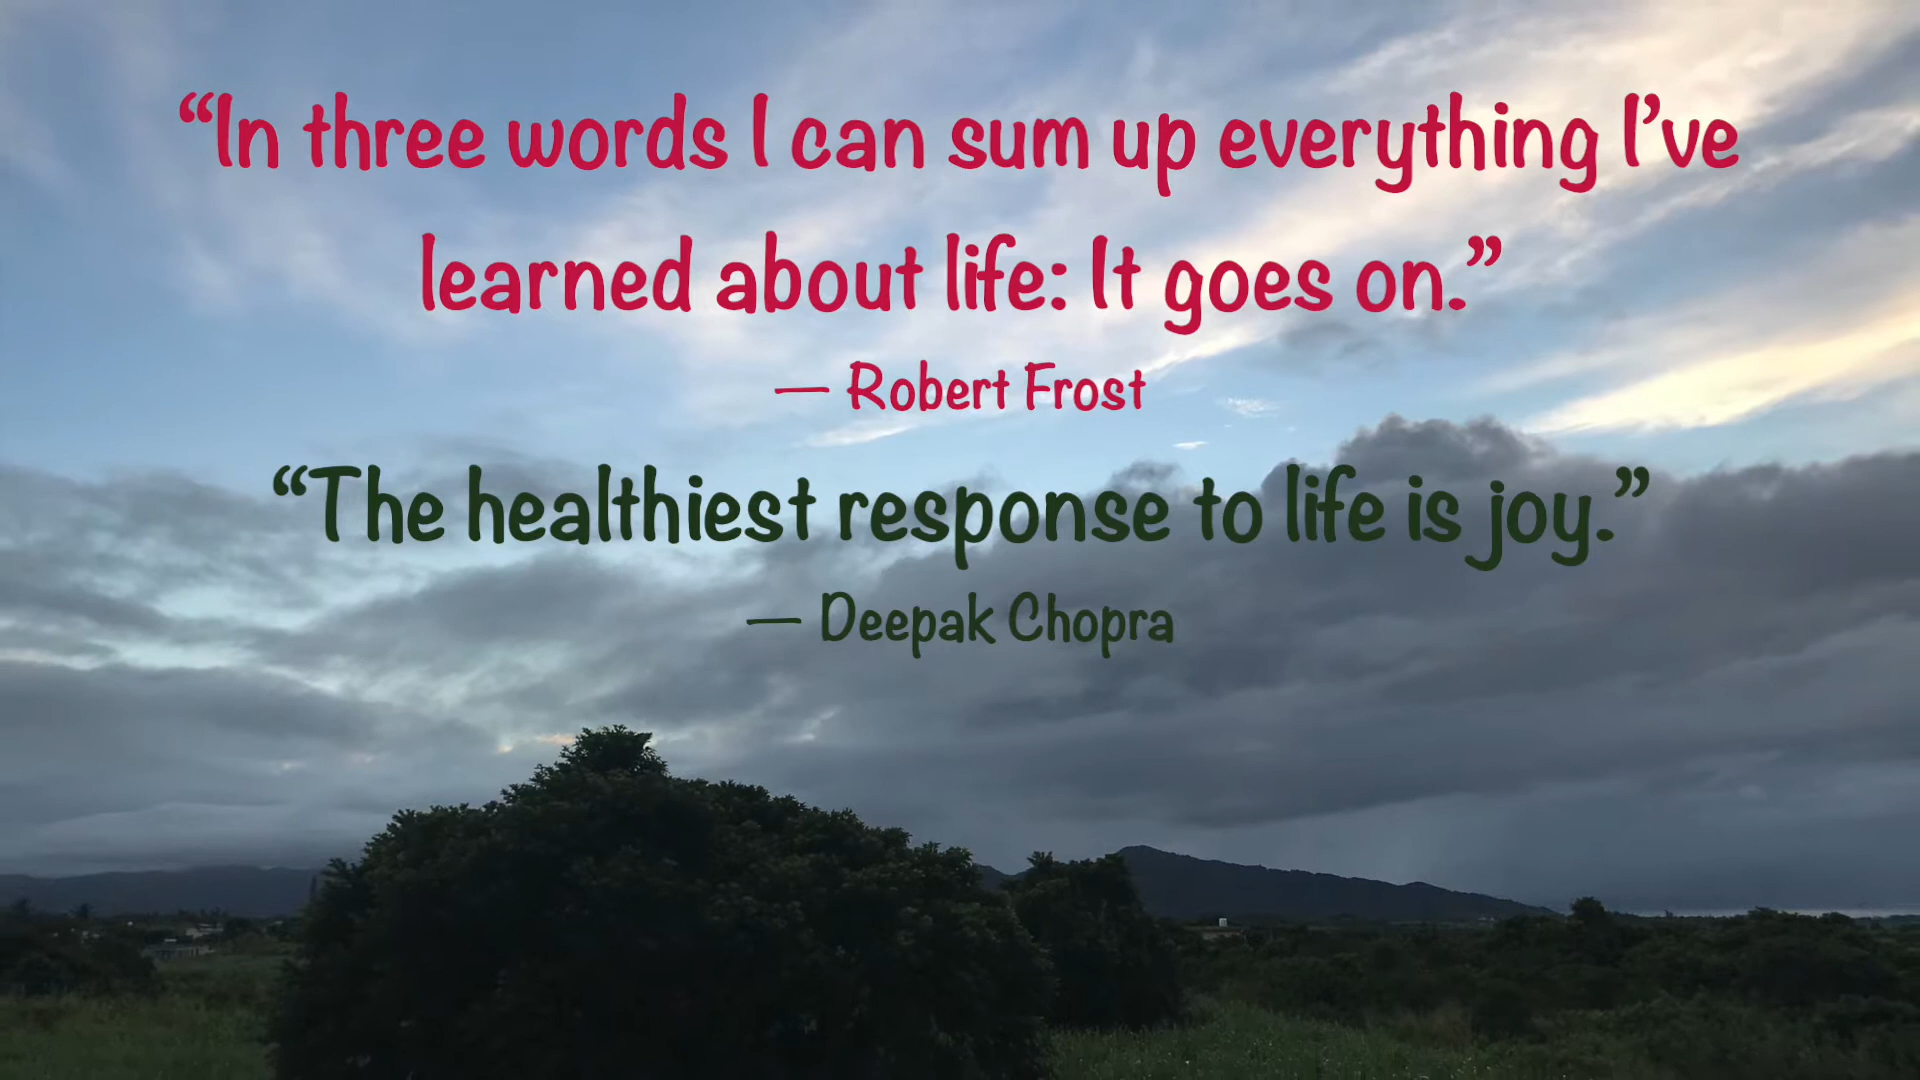 “In three words I can sum up everything I’ve
learned about life: It goes on.”
— Robert Frost
“The healthiest response to life is joy.”
— Deepak Chopra